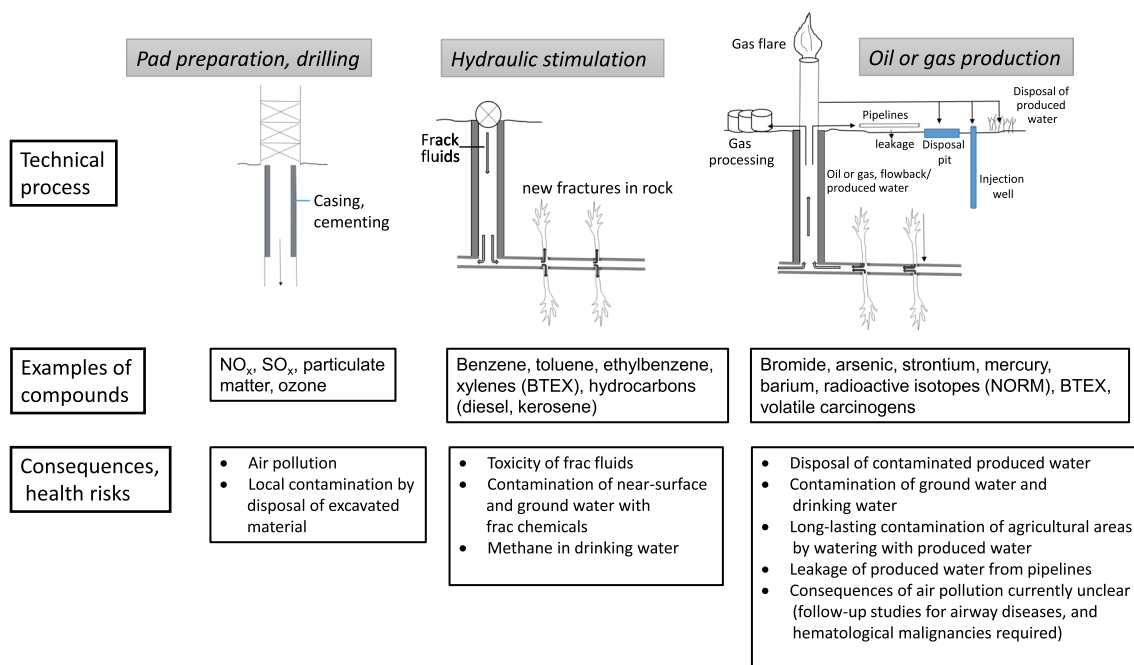 Pad preparation, drilling
Hydraulic stimulation
Oil or gas production
Technical
process
Casing,
cementing
Frack
fluids
new fractures in rock
Gas flare
Gas
processing
Pipelines
leakage
Disposal
pit
Disposal of
produced
water
Injection
well
Oil or gas, flowback/
produced water
Examples of
compounds
NOx, SOx, particulate
matter, ozone
Benzene, toluene, ethylbenzene,
xylenes (BTEX), hydrocarbons
(diesel, kerosene)
Bromide, arsenic, strontium, mercury,
barium, radioactive isotopes (NORM), BTEX,
volatile carcinogens
Consequences,
health risks
• Air pollution
• Local contamination by
disposal of excavated
material
• Toxicity of frac fluids
• Contamination of near-surface
and ground water with
frac chemicals
• Methane in drinking water
• Disposal of contaminated produced water
• Contamination of ground water and
drinking water
• Long-lasting contamination of agricultural areas
by watering with produced water
• Leakage of produced water from pipelines
• Consequences of air pollution currently unclear
(follow-up studies for airway diseases, and
hematological malignancies required)